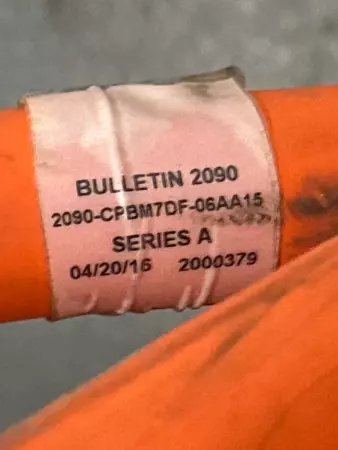 BULLETIN 2090
2090-CPBM7DF-06AA15
SERIES A
04/20/16 2000379